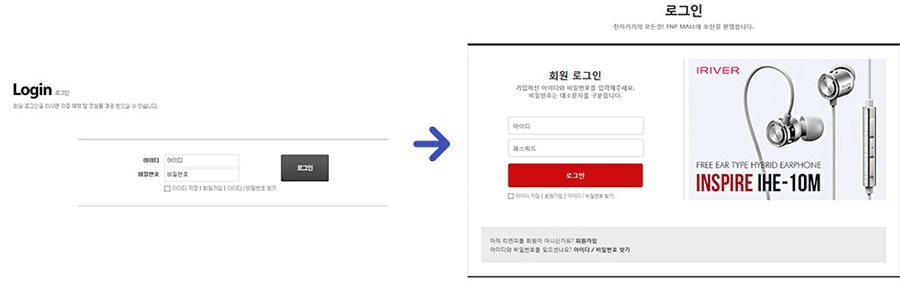 Login 로그인
회원 로그인을 하시면 각종 혜택 및 정보를 제공 받으실 수 있습니다.
아이디 아이디
비밀번호 비밀번호
로그인
아이디 저장 | 회원가입 | 아이디 / 비밀번호 찾기
로그인
전자기기의 모든것! TNP MALL에 오신걸 환영합니다.
회원 로그인
가입하신 아이디와 비밀번호를 입력해주세요.
비밀번호는 대소문자를 구분합니다.
아이디
패스워드
로그인
아이디 저장 | 회원가입 | 아이디 / 비밀번호 찾기
IRIVER
FREE EAR TYPE HYBRID EARPHONE
INSPIRE IHE-10M
아직 티앤피몰 회원이 아니신가요? 회원가입
아이디와 비밀번호를 잊으셨나요? 아이디 / 비밀번호 찾기